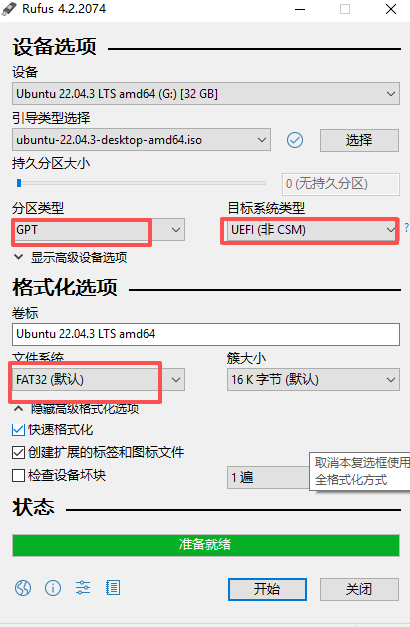 Rufus 4.2.2074
设备选项
设备
Ubuntu 22.04.3 LTS amd64 (G:) [32 GB]
引导类型选择
ubuntu-22.04.3-desktop-amd64.iso
选择
持久分区大小
0 (无持久分区)
分区类型
目标系统类型
GPT
UEFI (非 CSM)
?
显示高级设备选项
格式化选项
卷标
Ubuntu 22.04.3 LTS amd64
文件系统
簇大小
FAT32 (默认)
16 K 字节 (默认)
隐藏高级格式化选项
快速格式化
创建扩展的标签和图标文件
取消本复选框使用
全格式化方式
检查设备坏块
1 遍
状态
准备就绪
开始
关闭